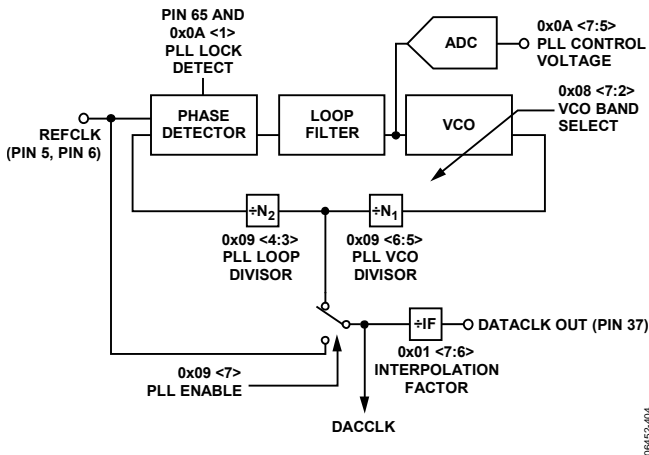 PIN 65 AND
0x0A <1>
PLL LOCK
DETECT
ADC
0x0A <7:5>
PLL CONTROL
VOLTAGE
0x08 <7:2>
VCO BAND
SELECT
REFCLK
(PIN 5, PIN 6)
PHASE
DETECTOR
LOOP
FILTER
VCO
÷N2
÷N1
0x09 <4:3>
PLL LOOP
DIVISOR
0x09 <6:5>
PLL VCO
DIVISOR
÷IF
DATACLK OUT (PIN 37)
0x01 <7:6>
INTERPOLATION
FACTOR
0x09 <7>
PLL ENABLE
DACCLK
06452-404